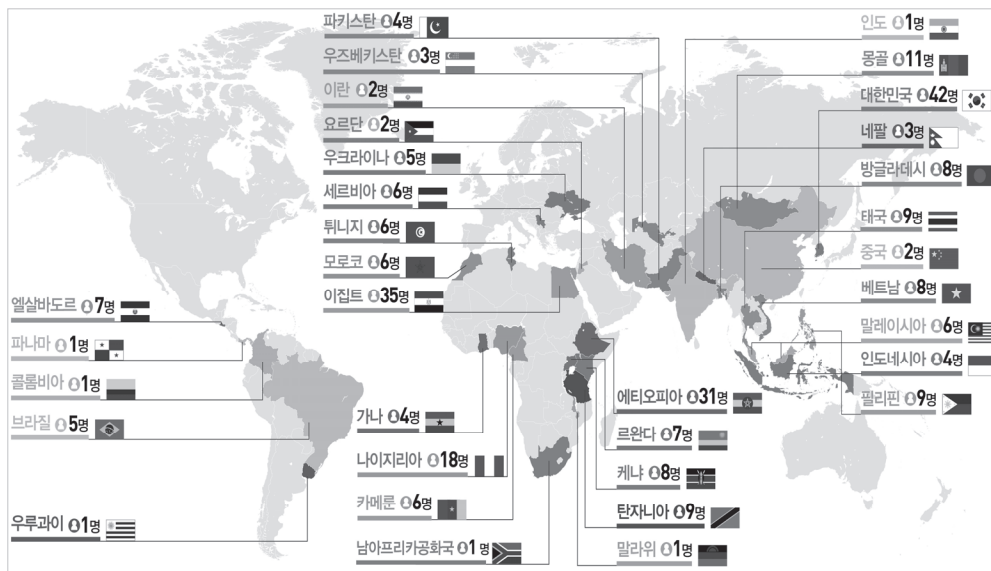 파키스탄 4명
우즈베키스탄 3명
이란 2명
요르단 2명
우크라이나 5명
세르비아 6명
튀니지 6명
모로코 6명
이집트 35명
인도 1명
몽골 11명
대한민국 42명
네팔 3명
방글라데시 8명
태국 9명
중국 2명
베트남 8명
말레이시아 6명
인도네시아 4명
필리핀 9명
엘살바도르 7명
파나마 1명
콜롬비아 1명
브라질 5명
우루과이 1명
가나 4명
나이지리아 18명
카메룬 6명
남아프리카공화국 1명
에티오피아 31명
르완다 7명
케냐 8명
탄자니아 9명
말라위 1명